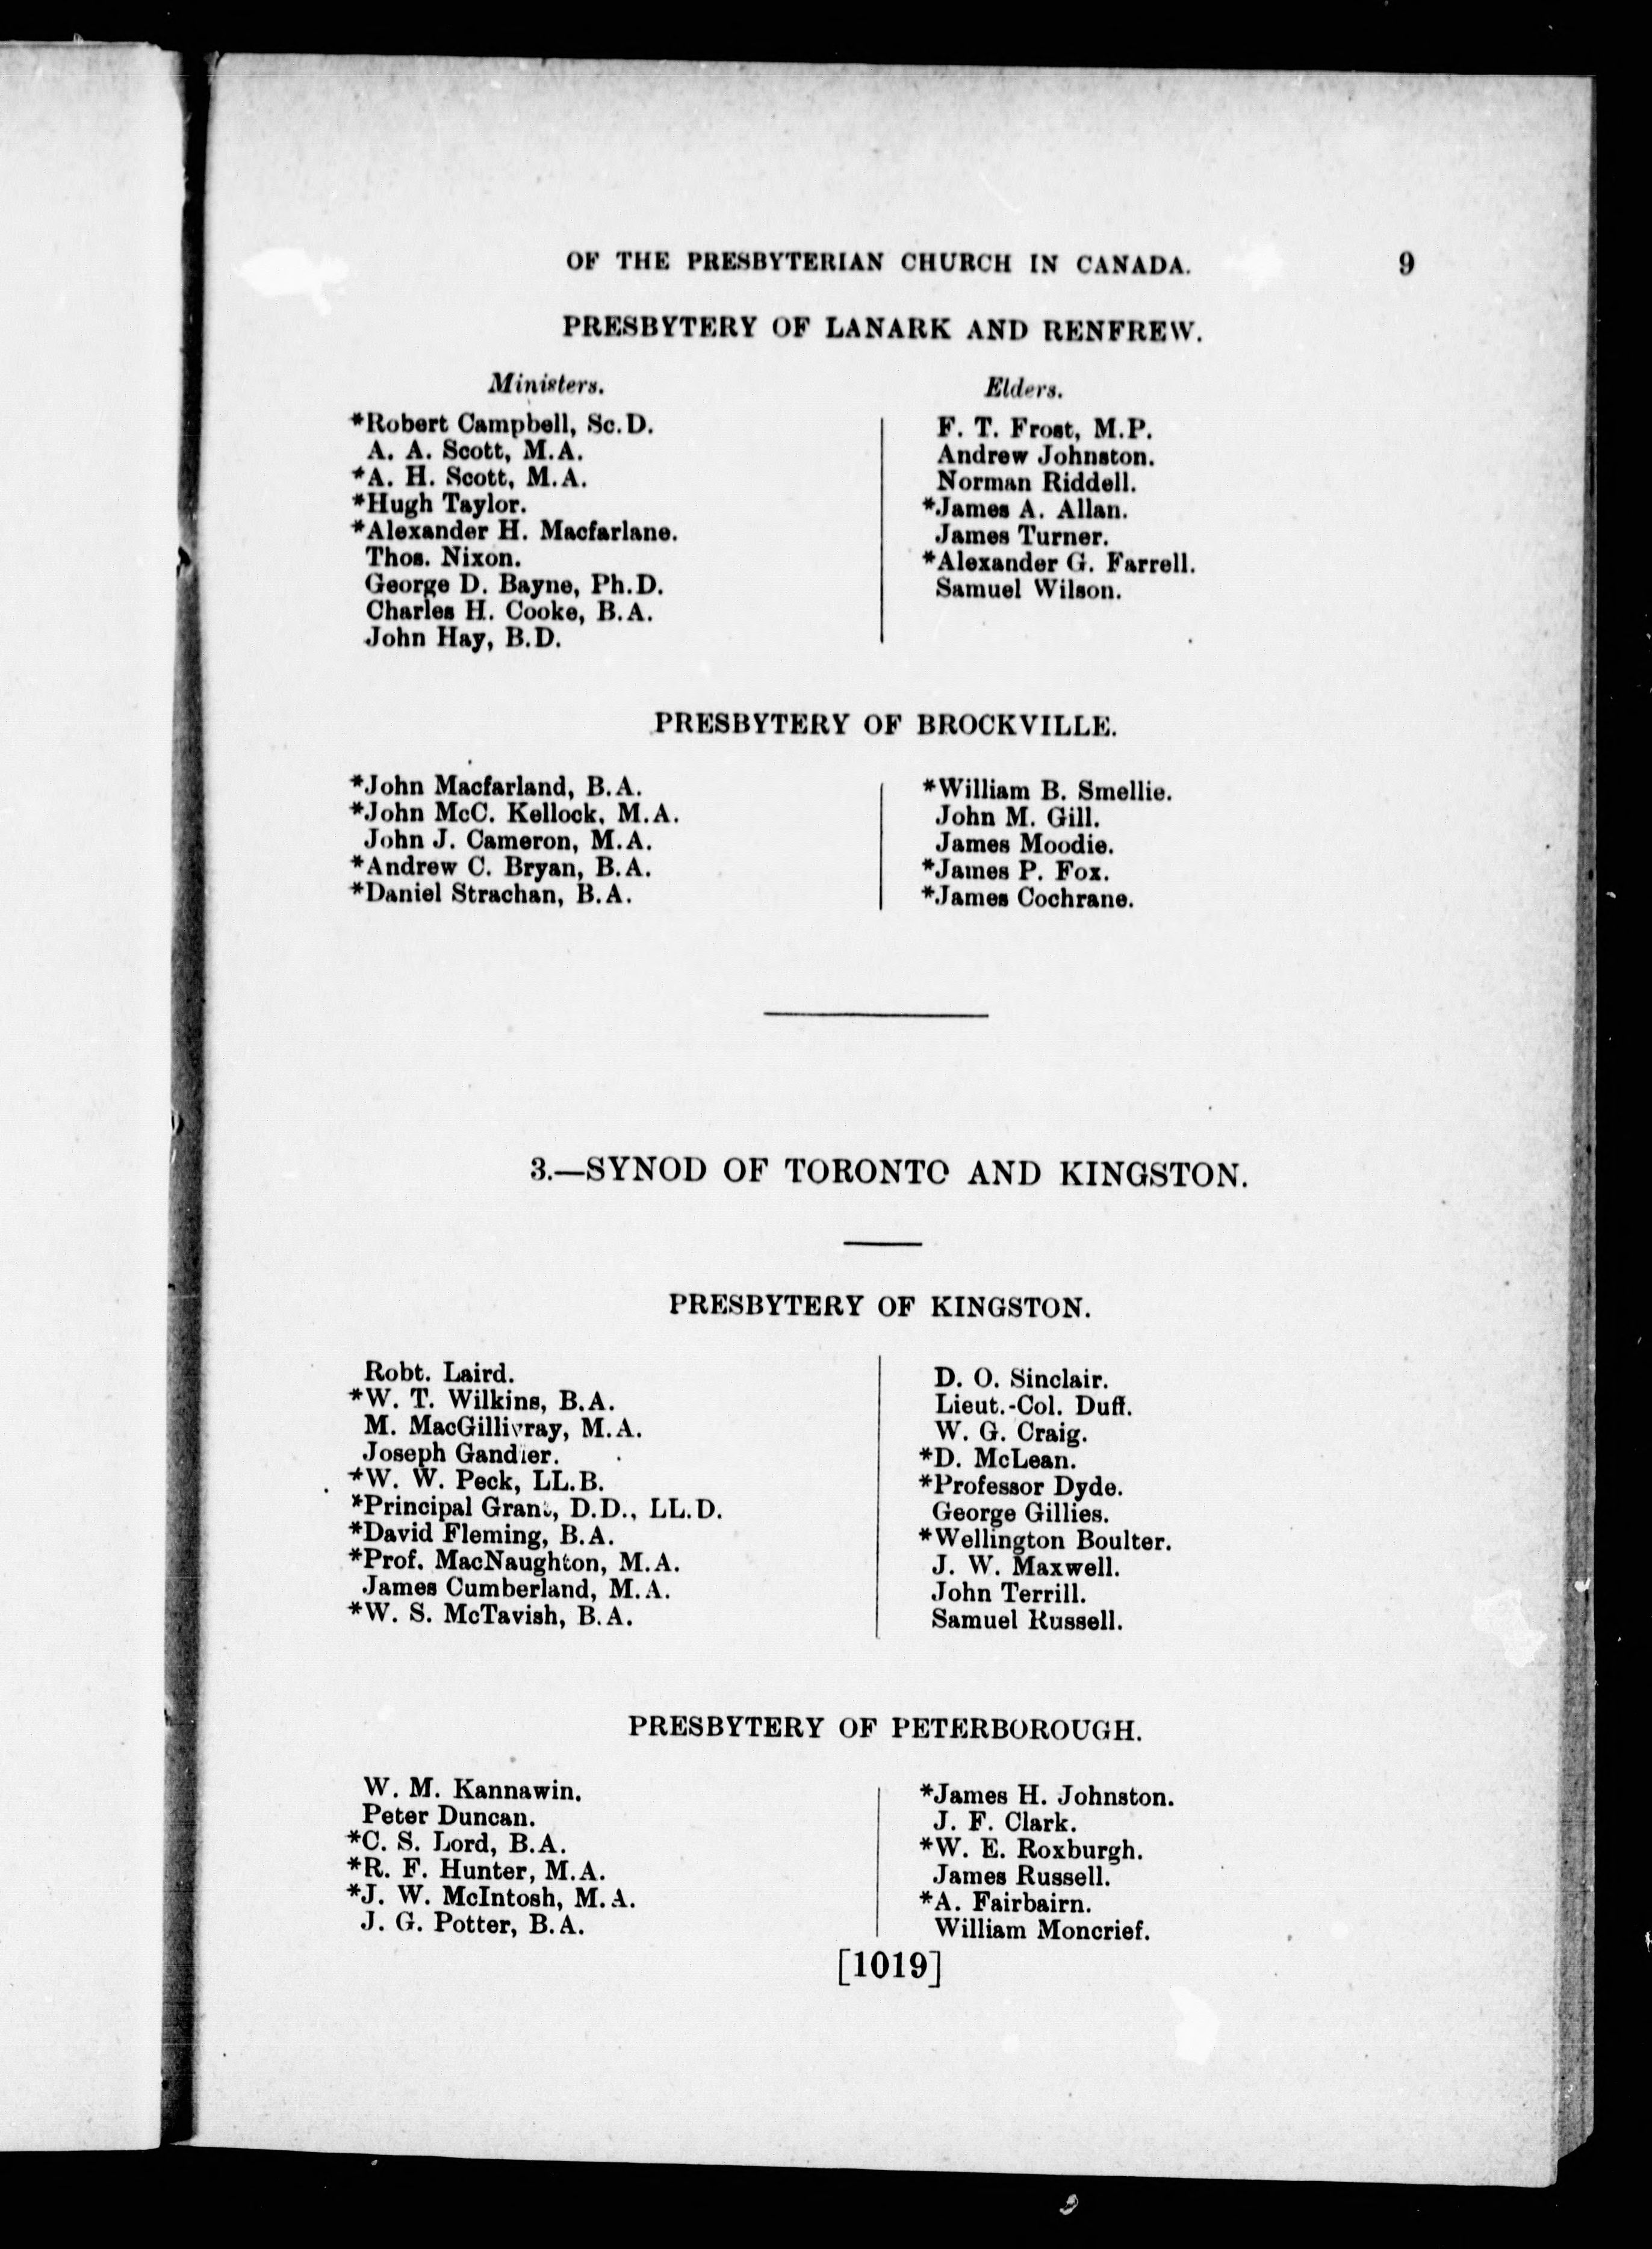 OF THE PRESBYTERIAN CHURCH IN CANADA. 9
PRESBYTERY OF LANARK AND RENFREW.
Ministers.
*Robert Campbell, Sc.D.
A. A. Scott, M.A.
*A. H. Scott, M.A.
*Hugh Taylor.
*Alexander H. Macfarlane.
Thos. Nixon.
George D. Bayne, Ph.D.
Charles H. Cooke, B.A.
John Hay, B.D.
Elders.
F. T. Frost, M.P.
Andrew Johnston.
Norman Riddell.
*James A. Allan.
James Turner.
*Alexander G. Farrell.
Samuel Wilson.
PRESBYTERY OF BROCKVILLE.
*John Macfarland, B.A.
*John McC. Kellock, M.A.
John J. Cameron, M.A.
*Andrew C. Bryan, B.A.
*Daniel Strachan, B.A.
*William B. Smellie.
John M. Gill.
James Moodie.
*James P. Fox.
*James Cochrane.
3.—SYNOD OF TORONTO AND KINGSTON.
PRESBYTERY OF KINGSTON.
Robt. Laird.
*W. T. Wilkins, B.A.
M. MacGillivray, M.A.
Joseph Gandier.
*W. W. Peck, LL.B.
*Principal Grant, D.D., LL.D.
*David Fleming, B.A.
*Prof. MacNaughton, M.A.
James Cumberland, M.A.
*W. S. McTavish, B.A.
D. O. Sinclair.
Lieut.-Col. Duff.
W. G. Craig.
*D. McLean.
*Professor Dyde.
George Gillies.
*Wellington Boulter.
J. W. Maxwell.
John Terrill.
Samuel Russell.
PRESBYTERY OF PETERBOROUGH.
W. M. Kannawin.
Peter Duncan.
*C. S. Lord, B.A.
*R. F. Hunter, M.A.
*J. W. McIntosh, M.A.
J. G. Potter, B.A.
*James H. Johnston.
J. F. Clark.
*W. E. Roxburgh.
James Russell.
*A. Fairbairn.
William Moncrief.
[1019]